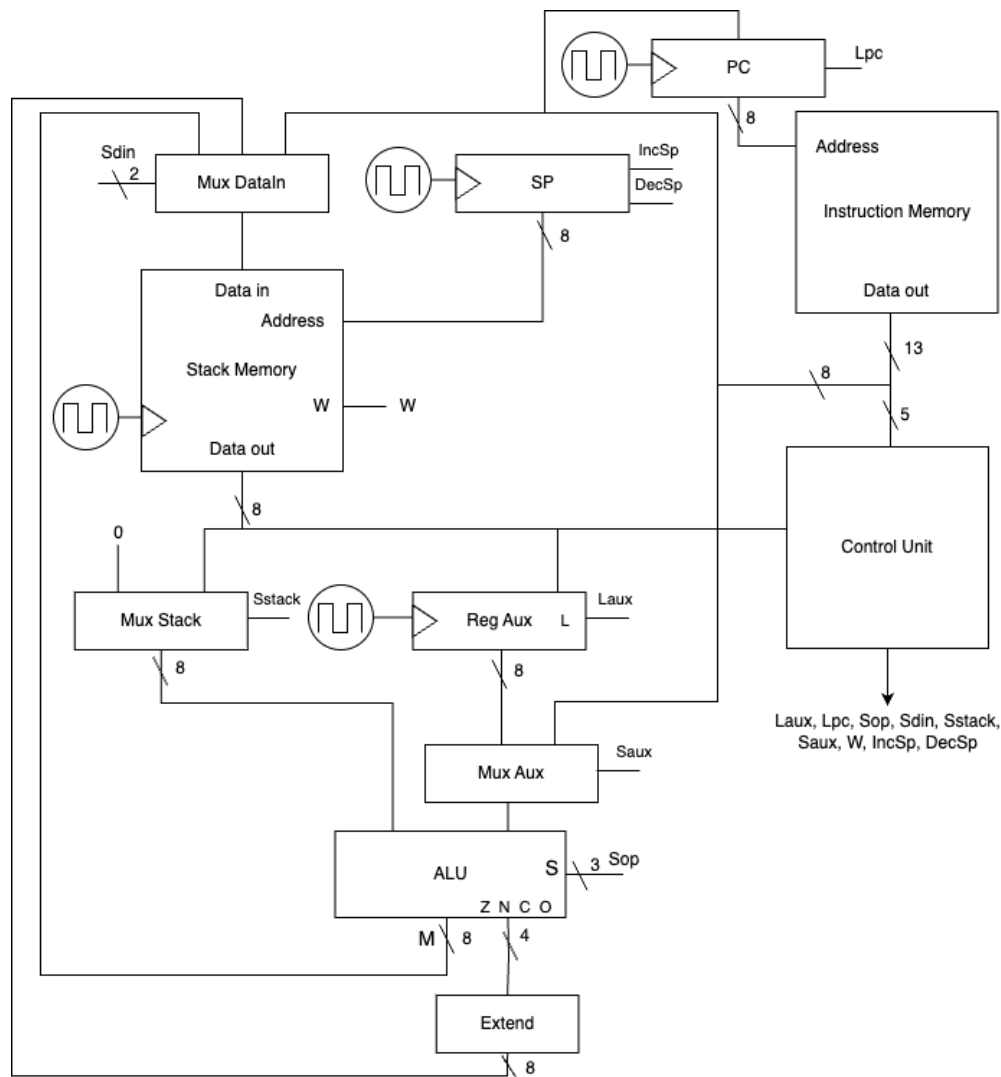 PC
Lpc
8
Address
Instruction Memory
Data out
13
8
5
Control Unit
Laux, Lpc, Sop, Sdin, Sstack,
Saux, W, IncSp, DecSp
Sdin
2
Mux DataIn
SP
IncSp
DecSp
8
Data in
Address
Stack Memory
W
W
Data out
8
0
Mux Stack
Sstack
8
Reg Aux
L
Laux
8
Mux Aux
Saux
ALU
S
3
Sop
Z N C O
M
8
4
Extend
8